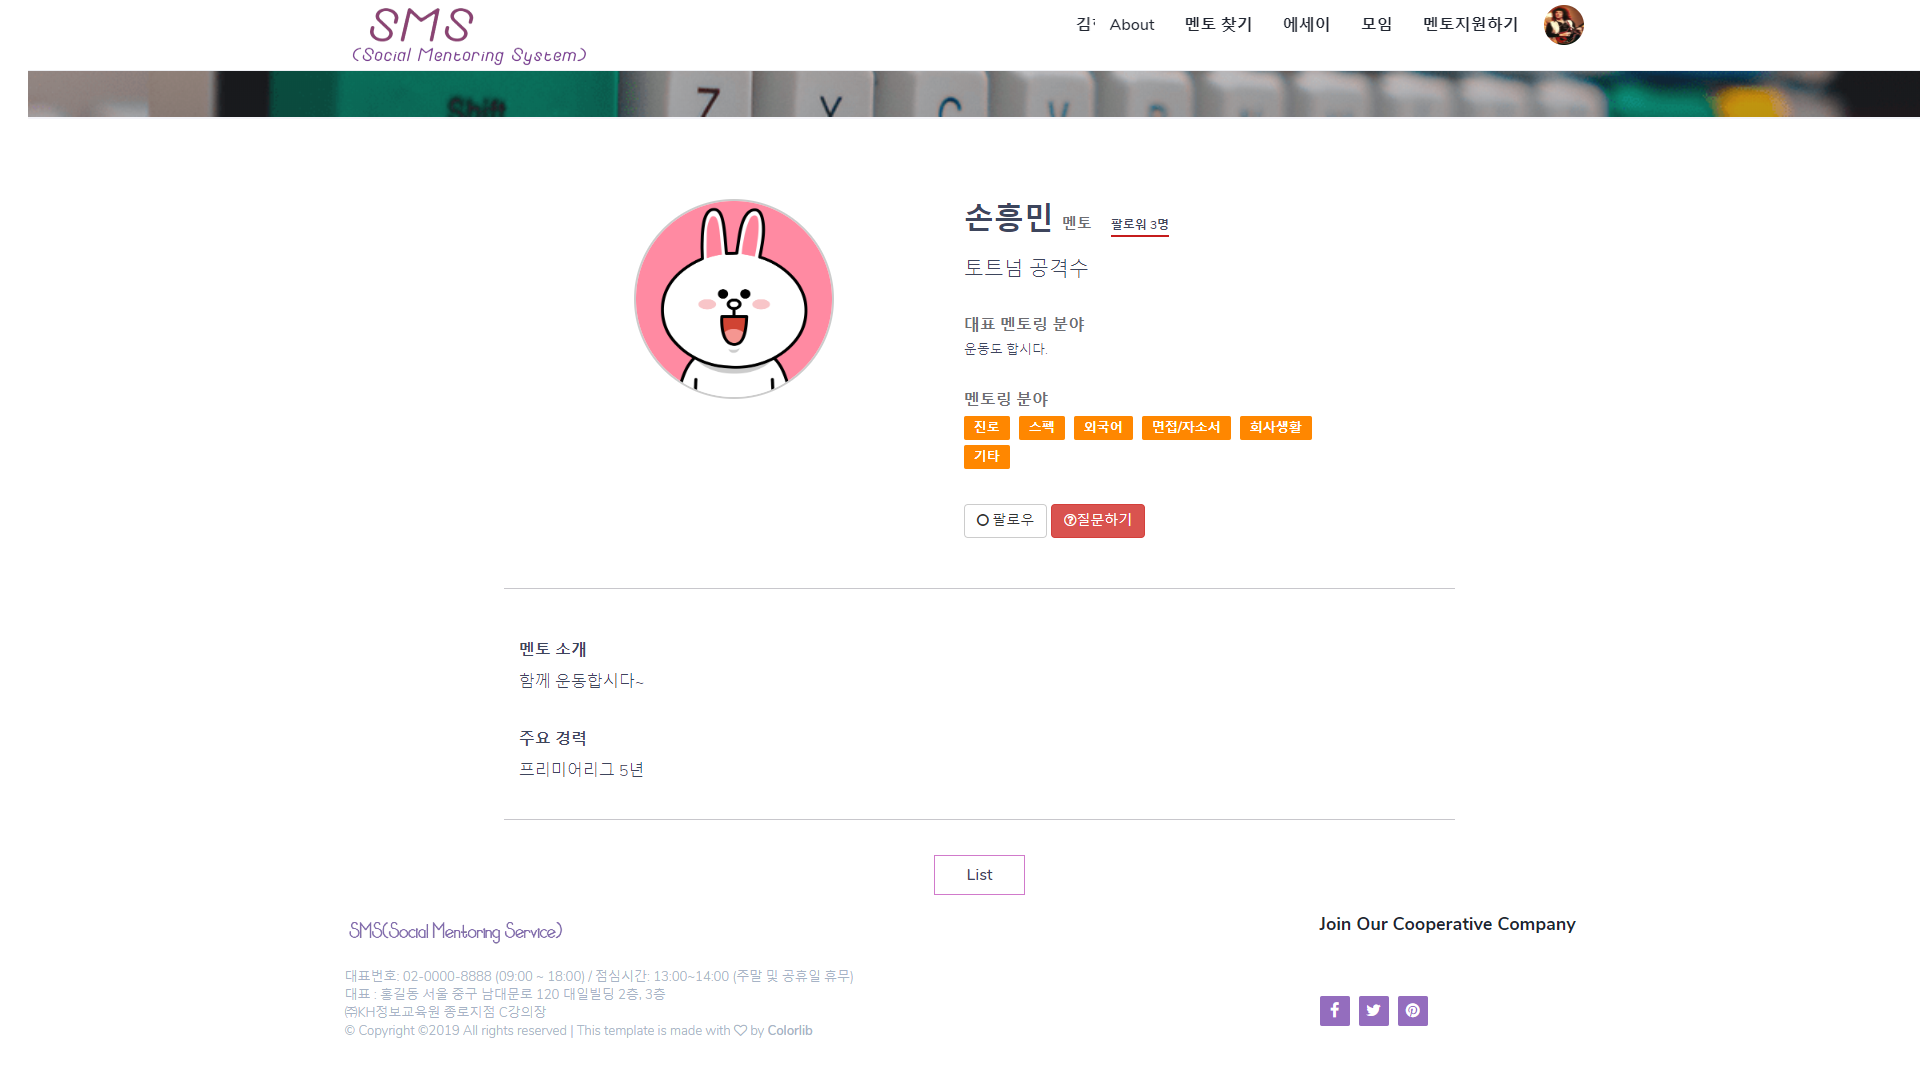 SMS
(Social Mentoring System)
About 멘토 찾기 에세이 모임 멘토지원하기
Shift Z X C V B
손흥민 멘토 팔로워 3명
토트넘 공격수
대표 멘토링 분야
운동도 합시다.
멘토링 분야
진로 스펙 외국어 면접/자소서 회사생활
기타
팔로우 질문하기
멘토 소개
함께 운동합시다~
주요 경력
프리미어리그 5년
List
SMS(Social Mentoring Service)
Join Our Cooperative Company
대표번호: 02-0000-8888 (09:00 ~ 18:00) / 점심시간: 13:00~14:00 (주말 및 공휴일 휴무)
대표 : 홍길동 서울 중구 남대문로 120 대일빌딩 2층, 3층
㈜KH정보교육원 종로지점 C강의장
© Copyright ©2019 All rights reserved | This template is made with ♡ by Colorlib